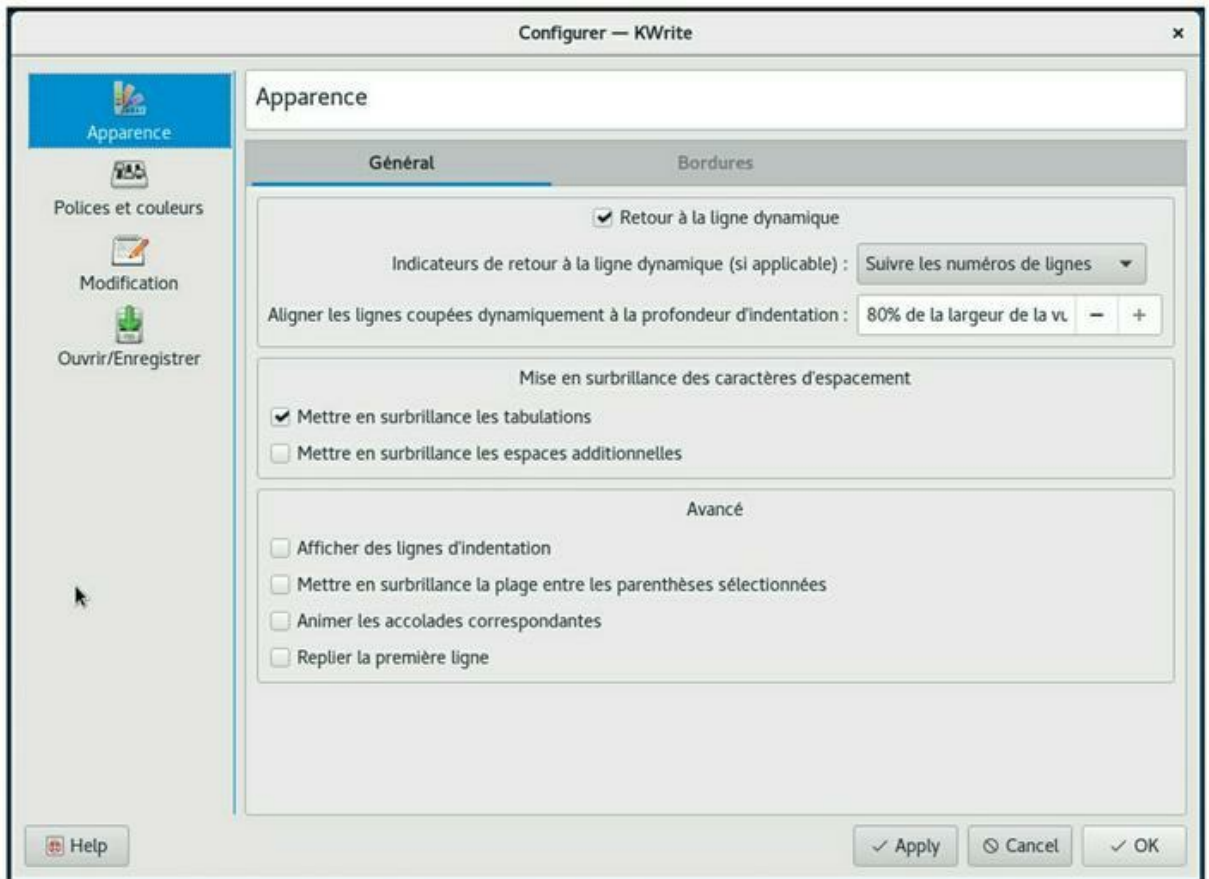 Configurer — KWrite
Apparence
Polices et couleurs
Modification
Ouvrir/Enregistrer
Apparence
Général
Bordures
Retour à la ligne dynamique
Indicateurs de retour à la ligne dynamique (si applicable) : Suivre les numéros de lignes
Aligner les lignes coupées dynamiquement à la profondeur d'indentation : 80% de la largeur de la vu
Mise en surbrillance des caractères d'espacement
Mettre en surbrillance les tabulations
Mettre en surbrillance les espaces additionnelles
Avancé
Afficher des lignes d'indentation
Mettre en surbrillance la plage entre les parenthèses sélectionnées
Animer les accolades correspondantes
Replier la première ligne
Help
Apply
Cancel
OK